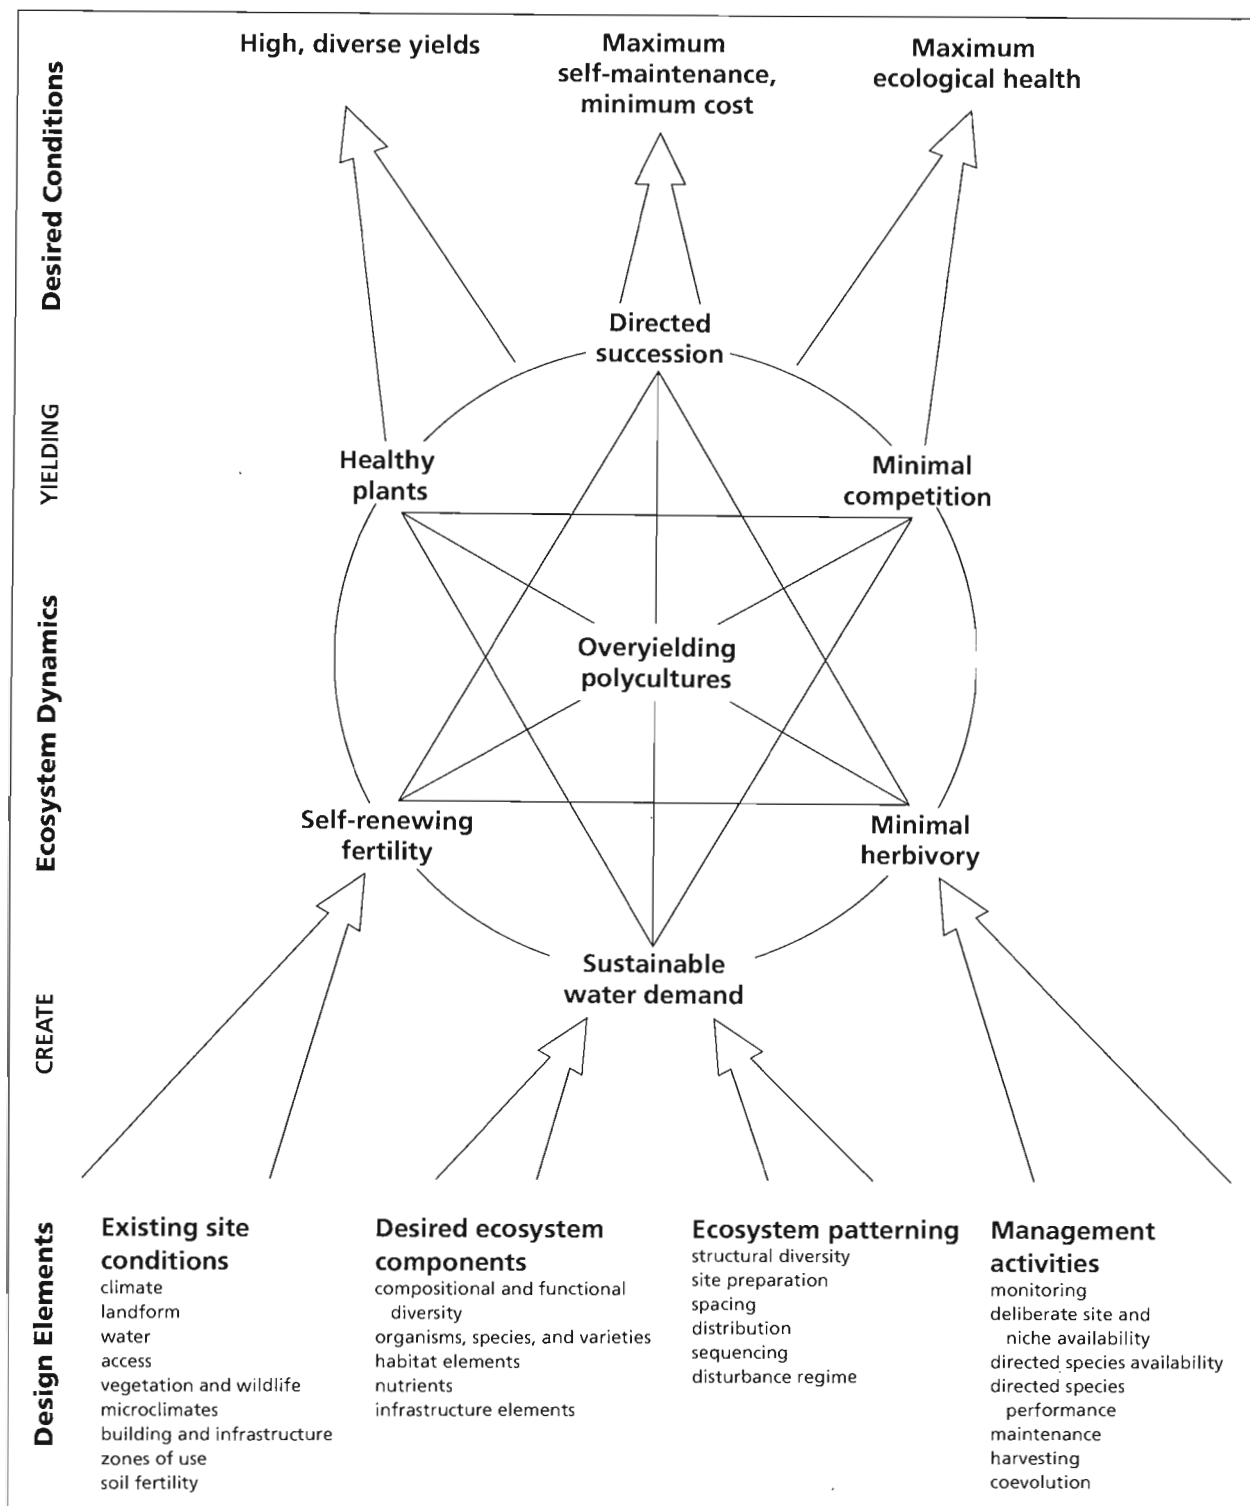 High, diverse yields
Maximum
self-maintenance,
minimum cost
Maximum
ecological health
Desired Conditions
Directed
succession
YIELDING
Healthy
plants
Minimal
competition
Ecosystem Dynamics
Overyielding
polycultures
Self-renewing
fertility
Minimal
herbivory
Sustainable
water demand
CREATE
Design Elements
Existing site
conditions
climate
landform
water
access
vegetation and wildlife
microclimates
building and infrastructure
zones of use
soil fertility
Desired ecosystem
components
compositional and functional
diversity
organisms, species, and varieties
habitat elements
nutrients
infrastructure elements
Ecosystem patterning
structural diversity
site preparation
spacing
distribution
sequencing
disturbance regime
Management
activities
monitoring
deliberate site and
niche availability
directed species availability
directed species
performance
maintenance
harvesting
coevolution